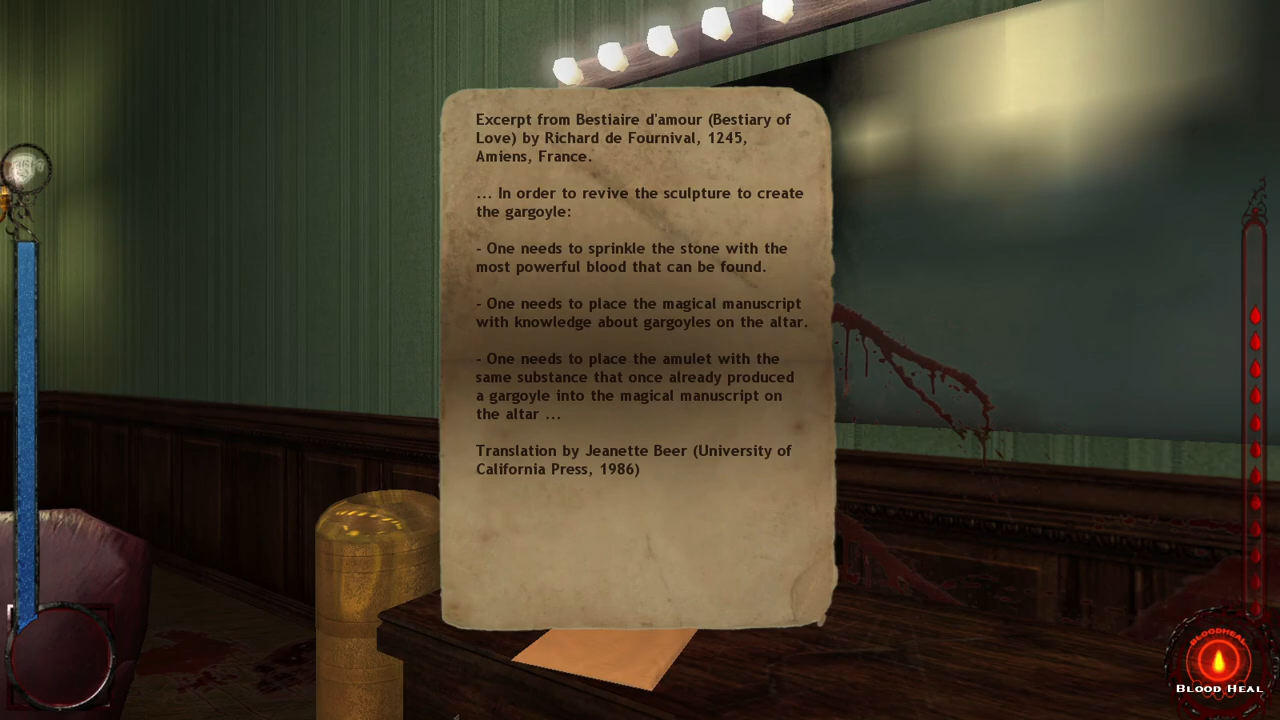 Excerpt from Bestiaire d'amour (Bestiary of
Love) by Richard de Fournival, 1245,
Amiens, France.
... In order to revive the sculpture to create
the gargoyle:
- One needs to sprinkle the stone with the
most powerful blood that can be found.
- One needs to place the magical manuscript
with knowledge about gargoyles on the altar.
- One needs to place the amulet with the
same substance that once already produced
a gargoyle into the magical manuscript on
the altar ...
Translation by Jeanette Beer (University of
California Press, 1986)
BLOODHEAL
BLOOD HEAL